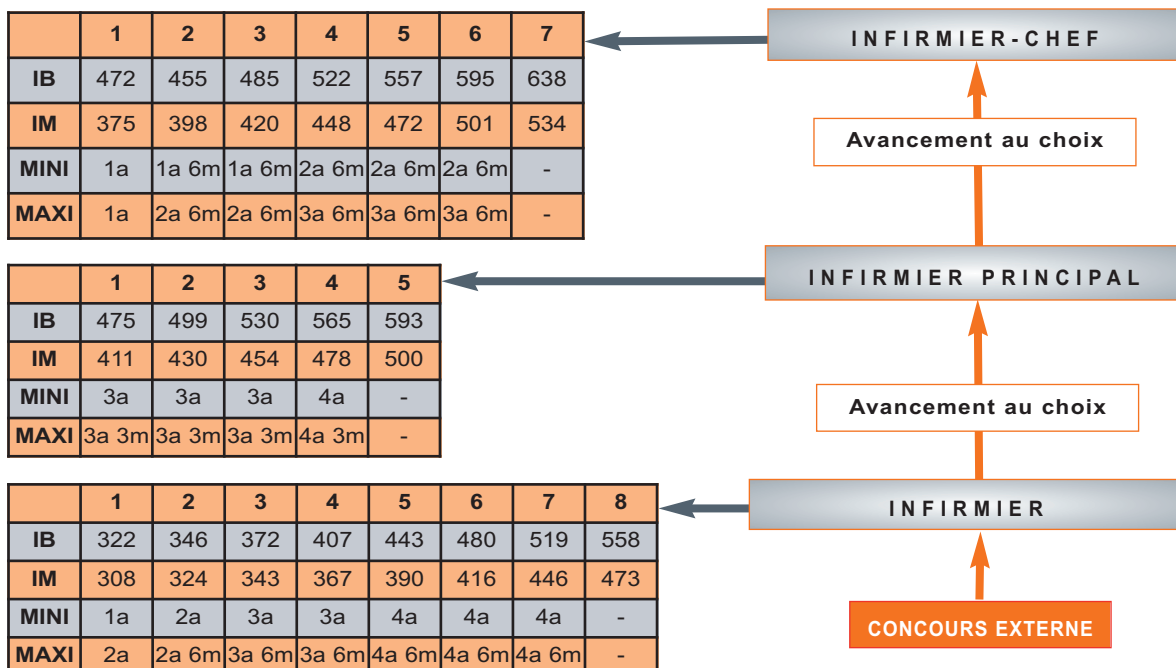 1 2 3 4 5 6 7
IB 472 455 485 522 557 595 638
IM 375 398 420 448 472 501 534
MINI 1a 1a 6m 1a 6m 2a 6m 2a 6m 2a 6m -
MAXI 1a 2a 6m 2a 6m 3a 6m 3a 6m 3a 6m -
INFIRMIER-CHEF
Avancement au choix
1 2 3 4 5
IB 475 499 530 565 593
IM 411 430 454 478 500
MINI 3a 3a 3a 4a -
MAXI 3a 3m 3a 3m 3a 3m 4a 3m -
INFIRMIER PRINCIPAL
Avancement au choix
1 2 3 4 5 6 7 8
IB 322 346 372 407 443 480 519 558
IM 308 324 343 367 390 416 446 473
MINI 1a 2a 3a 3a 4a 4a 4a -
MAXI 2a 2a 6m 3a 6m 3a 6m 4a 6m 4a 6m 4a 6m -
INFIRMIER
CONCOURS EXTERNE